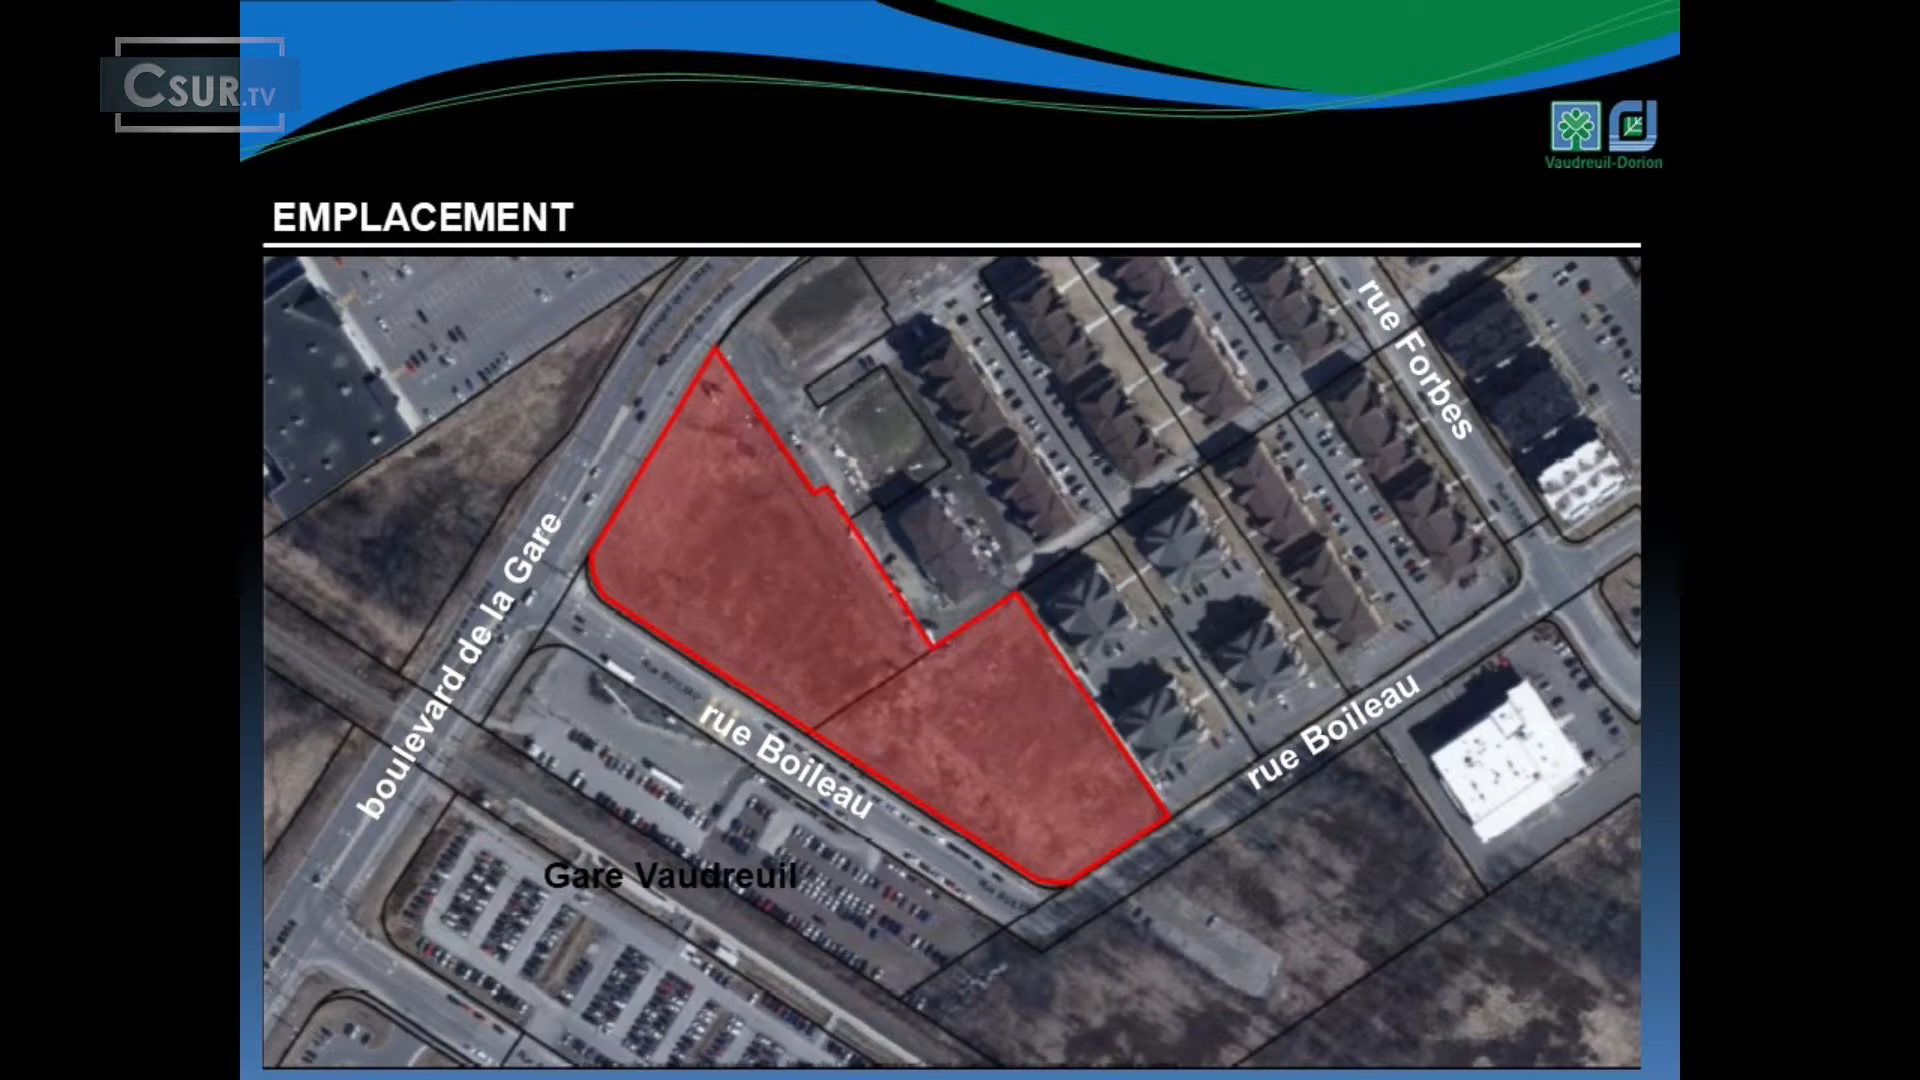 CSUR.TV
Vaudreuil-Dorion
EMPLACEMENT
rue Forbes
boulevard de la Gare
rue Boileau
rue Boileau
Gare Vaudreuil